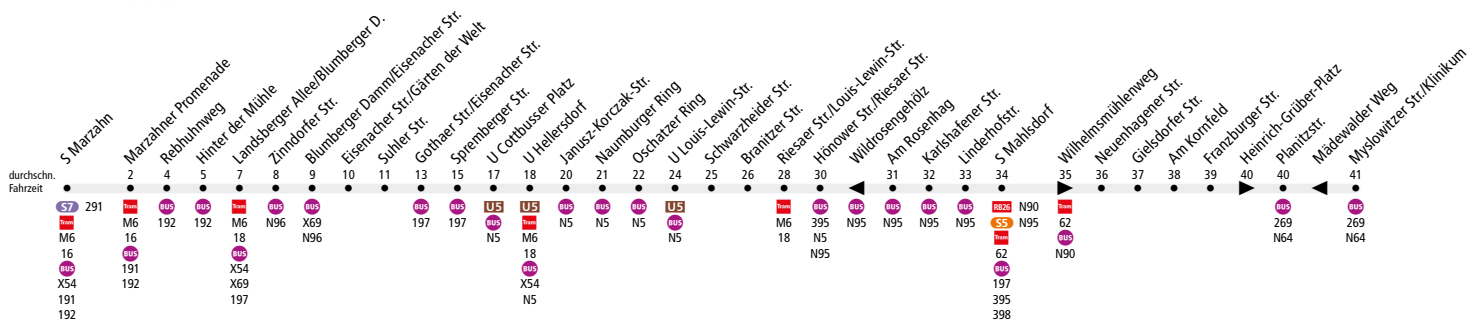 S Marzahn
Marzahner Promenade
Rebhuhnweg
Hinter der Mühle
Landsberger Allee/Blumberger D.
Zinndorfer Str.
Blumberger Damm/Eisenacher Str.
Eisenacher Str./Gärten der Welt
Suhler Str.
Gothaer Str./Eisenacher Str.
Spremberger Str.
U Cottbusser Platz
U Hellersdorf
Janusz-Korczak-Str.
Naumburger Ring
Oschatzer Ring
U Louis-Lewin-Str.
Schwarzheider Str.
Branitzer Str.
Riesaer Str./Louis-Lewin-Str.
Hönower Str./Riesaer Str.
Wildrosengehölz
Am Rosenhag
Karlshafener Str.
Linderhofstr.
S Mahlsdorf
Wilhelmsmühlenweg
Neuenhagener Str.
Gielsdorfer Str.
Am Kornfeld
Franzburger Str.
Heinrich-Grüber-Platz
Planitzstr.
Mädewalder Weg
Myslowitzer Str./Klinikum
durchschn. 2 4 5 7 8 9 10 11 13 15 17 18 20 21 22 24 25 26 28 30 31 32 33 34 35 36 37 38 39 40 40 41
Fahrzeit
S7 291 Tram BUS BUS Tram BUS BUS BUS BUS U5 U5 BUS BUS BUS U5 Tram BUS BUS BUS BUS BUS RB26 N90 Tram BUS BUS
Tram M6 192 192 M6 N96 X69 197 197 BUS Tram N5 N5 N5 BUS M6 395 N95 N95 N95 N95 S5 N95 62 269 269
M6 16 18 N96 N5 M6 N5 18 N5 Tram BUS N64 N64
16 BUS BUS 18 N95 62 N90
BUS 191 X54 BUS BUS
X54 192 X69 X54 197
191 197 N5 395
192 398